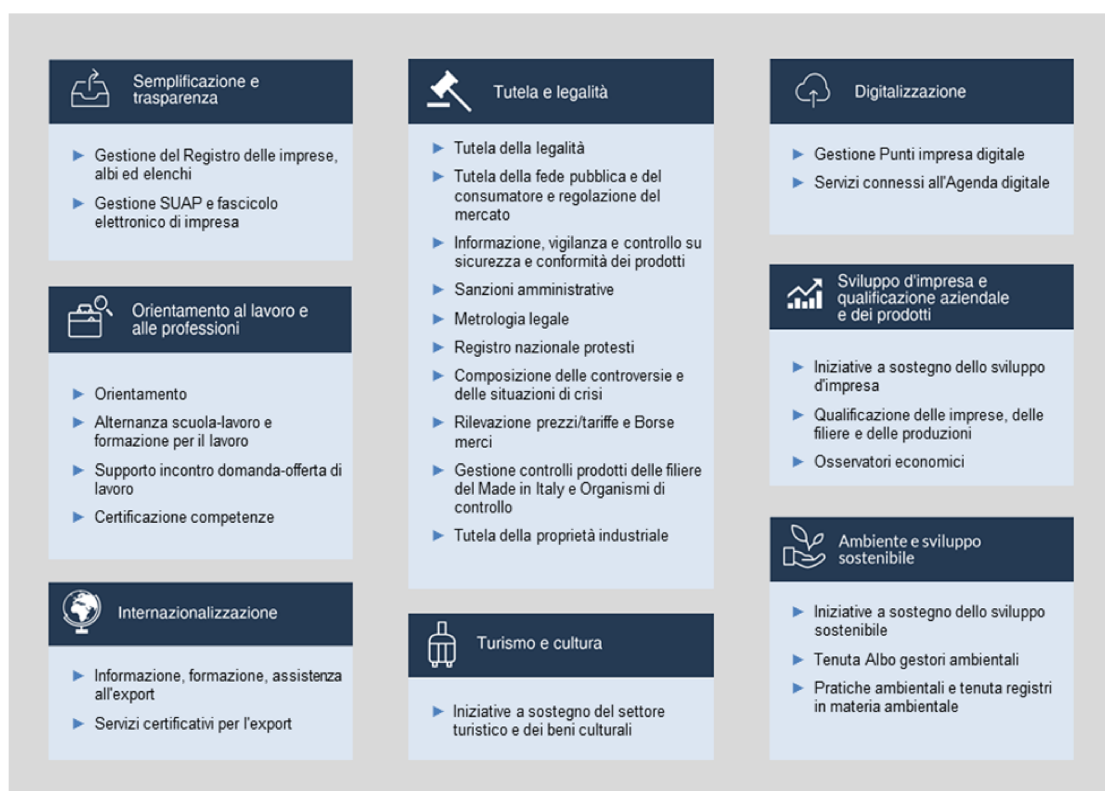 Semplificazione e
trasparenza
Gestione del Registro delle imprese,
albi ed elenchi
Gestione SUAP e fascicolo
elettronico di impresa
Orientamento al lavoro e
alle professioni
Orientamento
Alternanza scuola-lavoro e
formazione per il lavoro
Supporto incontro domanda-offerta di
lavoro
Certificazione competenze
Internazionalizzazione
Informazione, formazione, assistenza
all'export
Servizi certificativi per l'export
Tutela e legalità
Tutela della legalità
Tutela della fede pubblica e del
consumatore e regolazione del
mercato
Informazione, vigilanza e controllo su
sicurezza e conformità dei prodotti
Sanzioni amministrative
Metrologia legale
Registro nazionale protesti
Composizione delle controversie e
delle situazioni di crisi
Rilevazione prezzi/tariffe e Borse
merci
Gestione controlli prodotti delle filiere
del Made in Italy e Organismi di
controllo
Tutela della proprietà industriale
Turismo e cultura
Iniziative a sostegno del settore
turistico e dei beni culturali
Digitalizzazione
Gestione Punti impresa digitale
Servizi connessi all'Agenda digitale
Sviluppo d'impresa e
qualificazione aziendale
e dei prodotti
Iniziative a sostegno dello sviluppo
d'impresa
Qualificazione delle imprese, delle
filiere e delle produzioni
Osservatori economici
Ambiente e sviluppo
sostenibile
Iniziative a sostegno dello sviluppo
sostenibile
Tenuta Albo gestori ambientali
Pratiche ambientali e tenuta registri
in materia ambientale